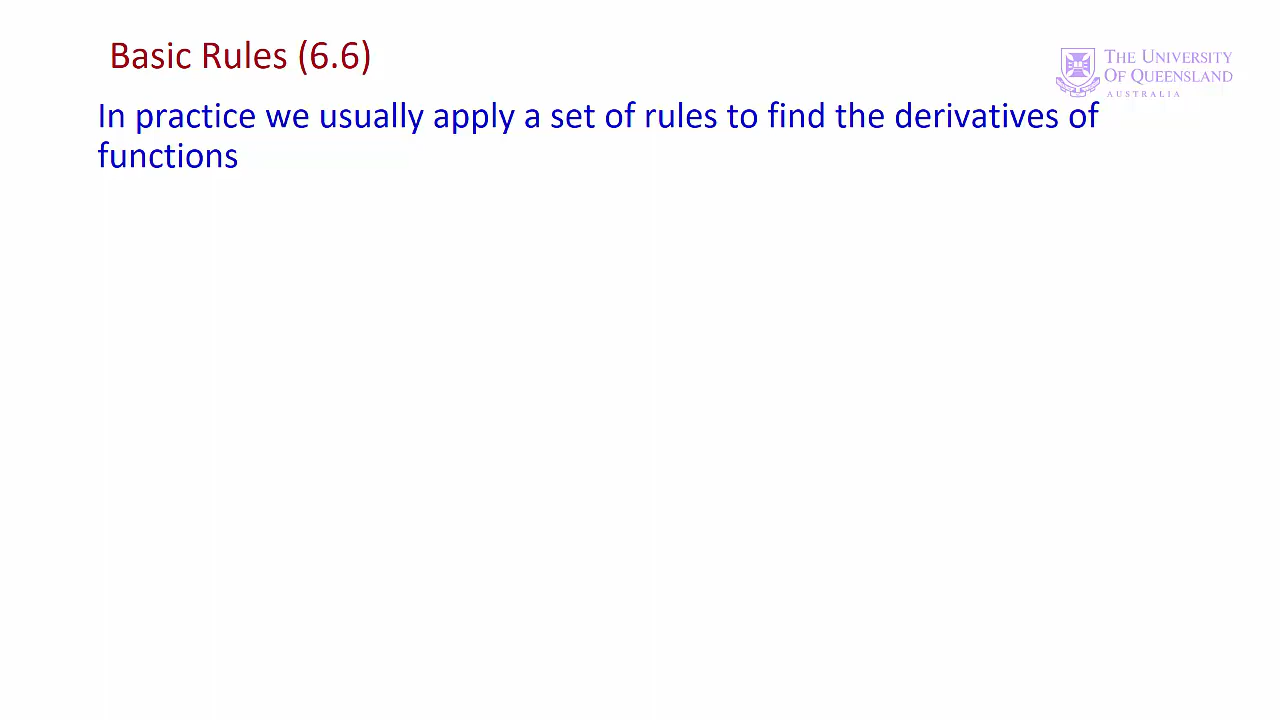 Basic Rules (6.6)
THE UNIVERSITY
OF QUEENSLAND
AUSTRALIA
In practice we usually apply a set of rules to find the derivatives of
functions